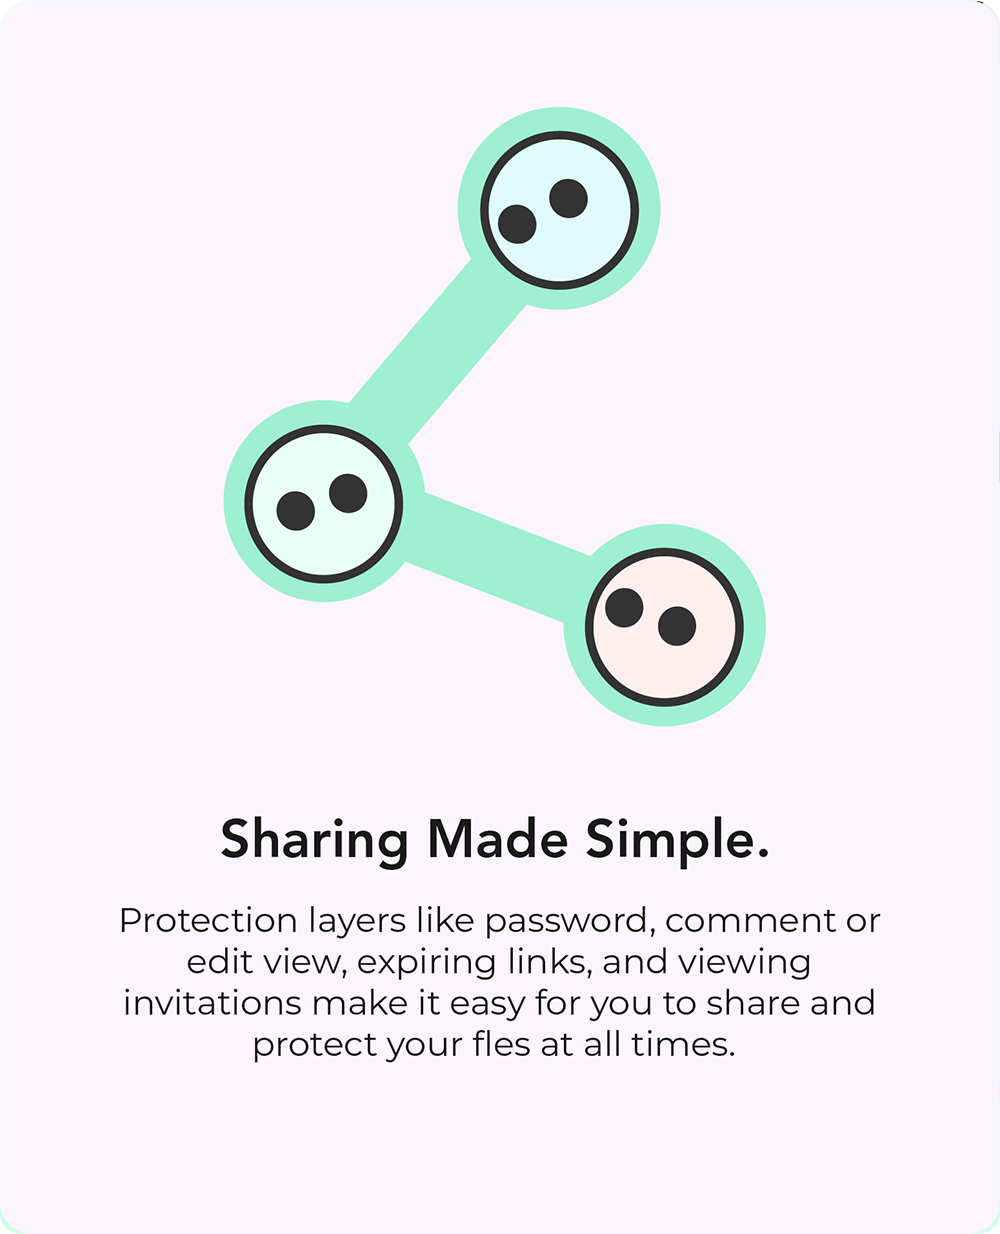 Sharing Made Simple.
Protection layers like password, comment or
edit view, expiring links, and viewing
invitations make it easy for you to share and
protect your fles at all times.